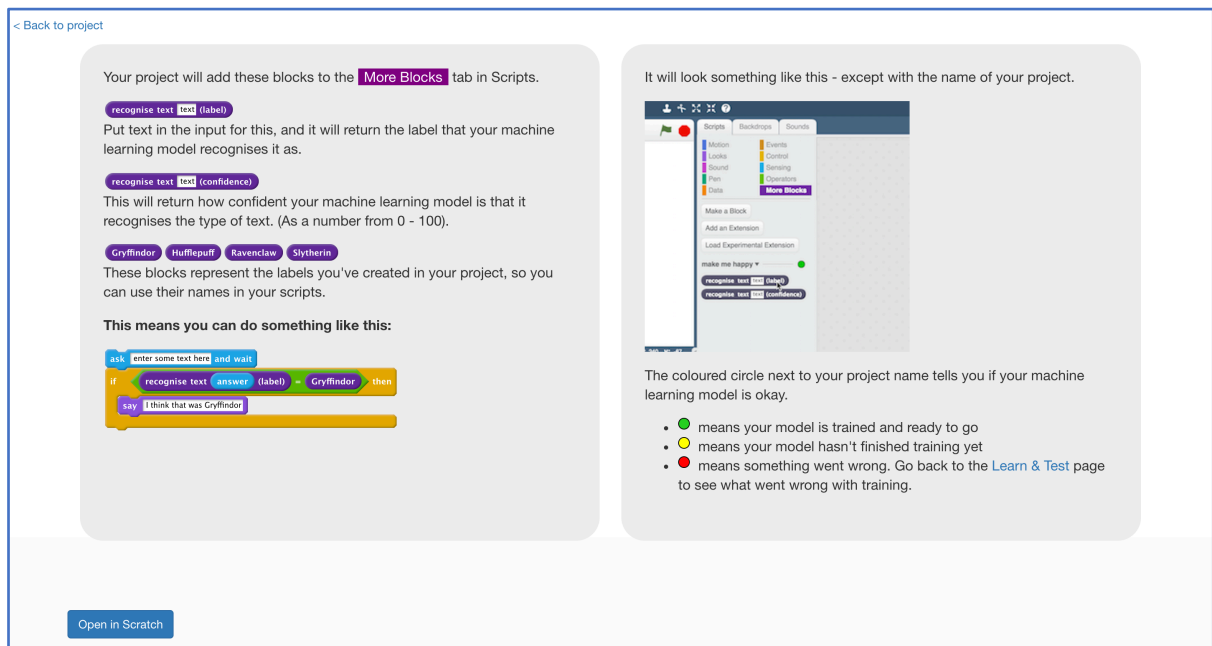 < Back to project
Your project will add these blocks to the More Blocks tab in Scripts.
recognise text text (label)
Put text in the input for this, and it will return the label that your machine
learning model recognises it as.
recognise text text (confidence)
This will return how confident your machine learning model is that it
recognises the type of text. (As a number from 0 - 100).
Gryffindor Hufflepuff Ravenclaw Slytherin
These blocks represent the labels you've created in your project, so you
can use their names in your scripts.
This means you can do something like this:
ask enter some text here and wait
if recognise text answer (label) = Gryffindor then
say I think that was Gryffindor
It will look something like this - except with the name of your project.
Scripts Backdrops Sounds
Motion Events
Looks Control
Sound Sensing
Pen Operators
Data More Blocks
Make a Block
Add an Extension
Load Experimental Extension
make me happy
recognise text text (label)
recognise text text (confidence)
The coloured circle next to your project name tells you if your machine
learning model is okay.
• means your model is trained and ready to go
• means your model hasn't finished training yet
• means something went wrong. Go back to the Learn & Test page
to see what went wrong with training.
Open in Scratch